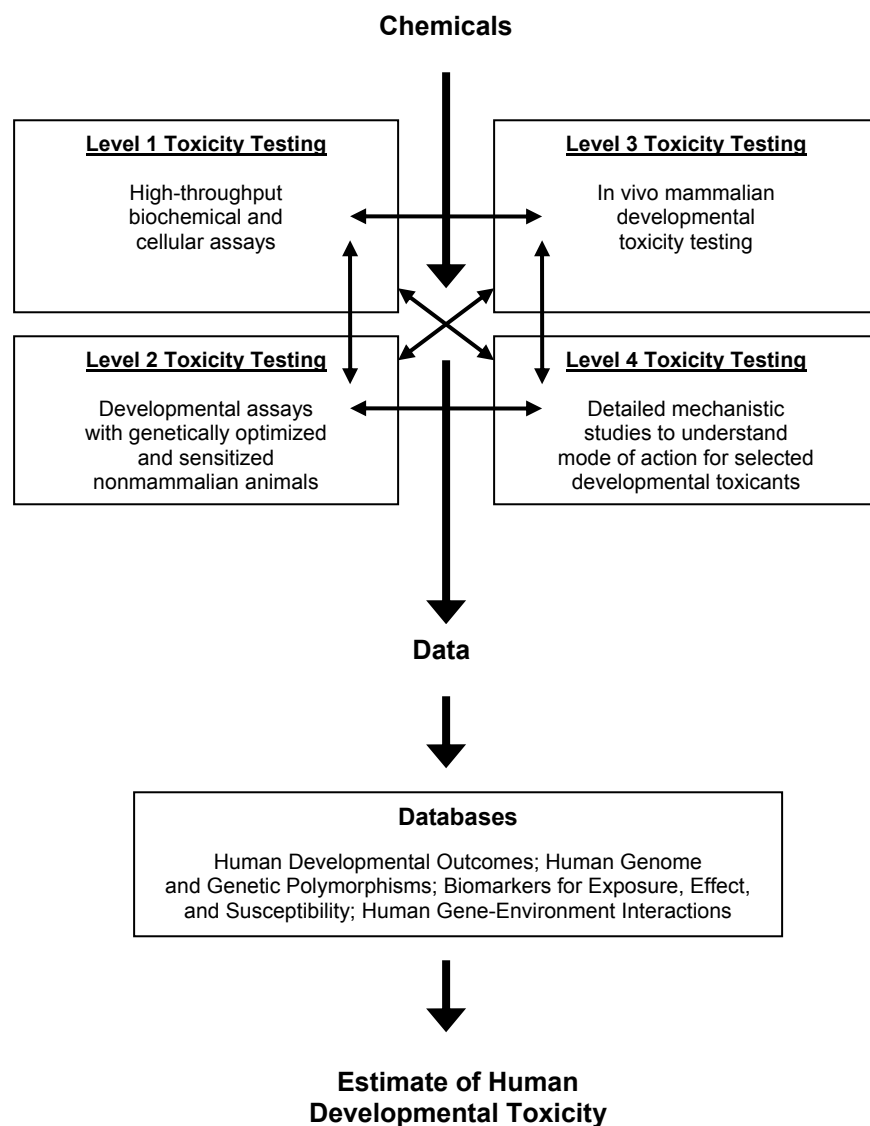 Chemicals
Level 1 Toxicity Testing
High-throughput
biochemical and
cellular assays
Level 3 Toxicity Testing
In vivo mammalian
developmental
toxicity testing
Level 2 Toxicity Testing
Developmental assays
with genetically optimized
and sensitized
nonmammalian animals
Level 4 Toxicity Testing
Detailed mechanistic
studies to understand
mode of action for selected
developmental toxicants
Data
Databases
Human Developmental Outcomes; Human Genome
and Genetic Polymorphisms; Biomarkers for Exposure, Effect,
and Susceptibility; Human Gene-Environment Interactions
Estimate of Human
Developmental Toxicity